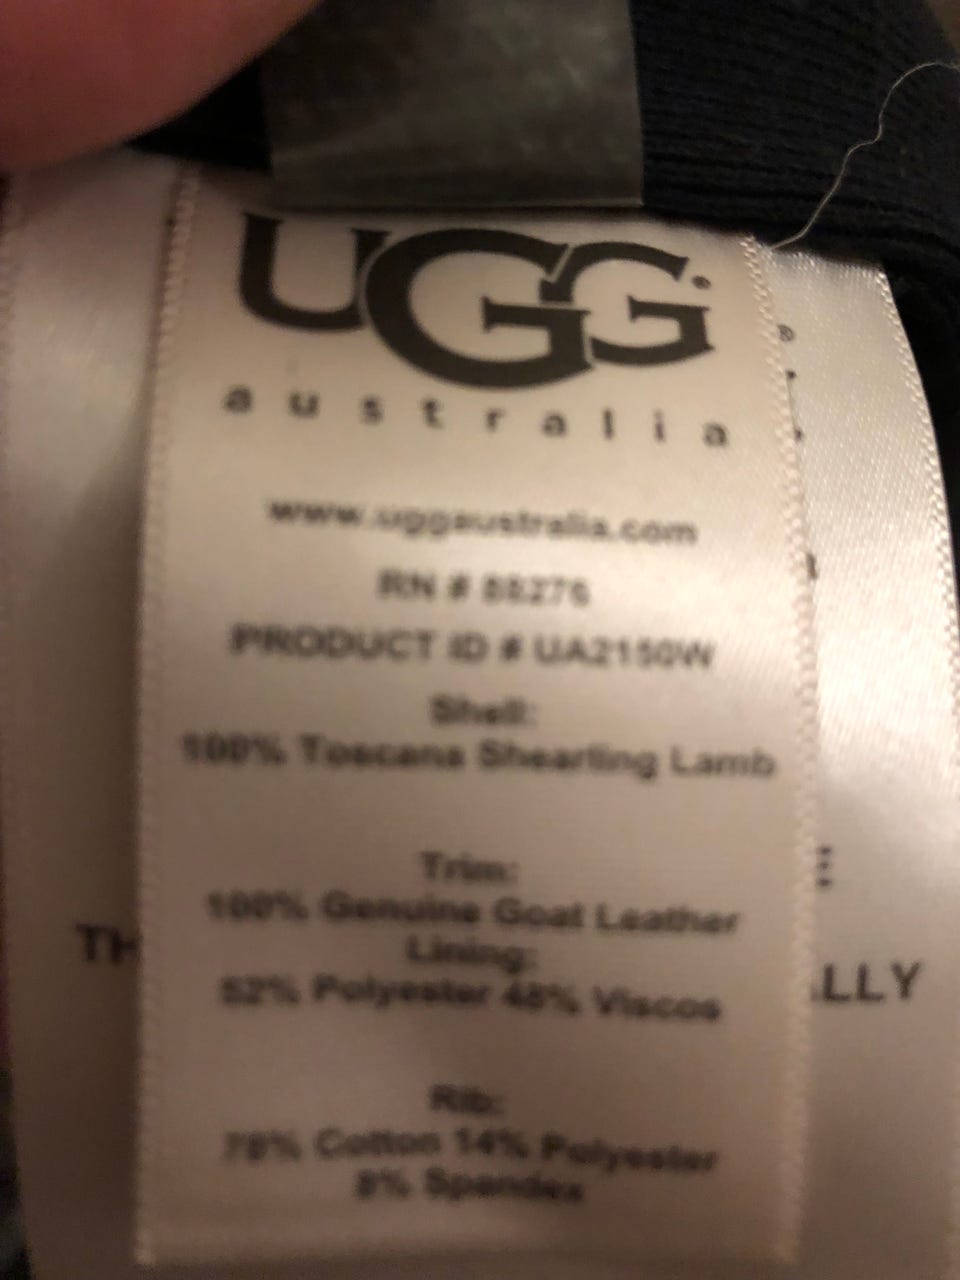 UGG®
australia
www.uggaustralia.com
RN # 88276
PRODUCT ID # UA2150W
Shell:
100% Toscana Shearling Lamb
Trim:
100% Genuine Goat Leather
Lining:
52% Polyester 48% Viscos
Rib:
78% Cotton 14% Polyester
8% Spandex
TH
LLY